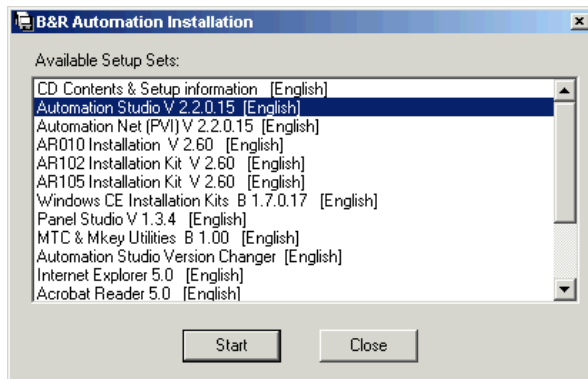 B&R Automation Installation
Available Setup Sets:
CD Contents & Setup information [English]
Automation Studio V 2.2.0.15 [English]
Automation Net (PVI) V 2.2.0.15 [English]
AR010 Installation V 2.60 [English]
AR102 Installation Kit V 2.60 [English]
AR105 Installation Kit V 2.60 [English]
Windows CE Installation Kits B 1.7.0.17 [English]
Panel Studio V 1.3.4 [English]
MTC & Mkey Utilities B 1.00 [English]
Automation Studio Version Changer [English]
Internet Explorer 5.0 [English]
Acrobat Reader 5.0 [English]
Start
Close